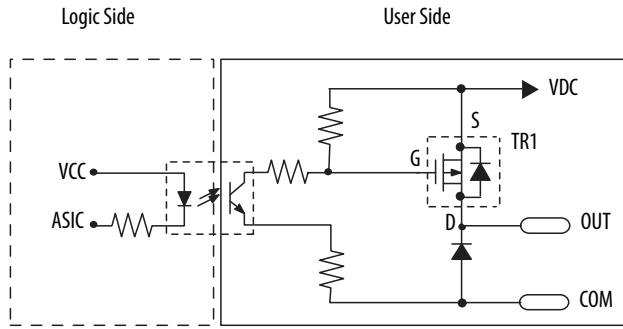 Logic Side
User Side
VDC
S
TR1
G
VCC
ASIC
D
OUT
COM